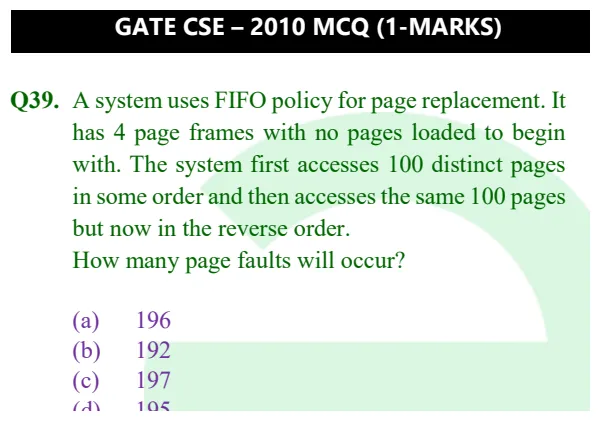 GATE CSE – 2010 MCQ (1-MARKS)
Q39. A system uses FIFO policy for page replacement. It
has 4 page frames with no pages loaded to begin
with. The system first accesses 100 distinct pages
in some order and then accesses the same 100 pages
but now in the reverse order.
How many page faults will occur?
(a) 196
(b) 192
(c) 197
(d) 195